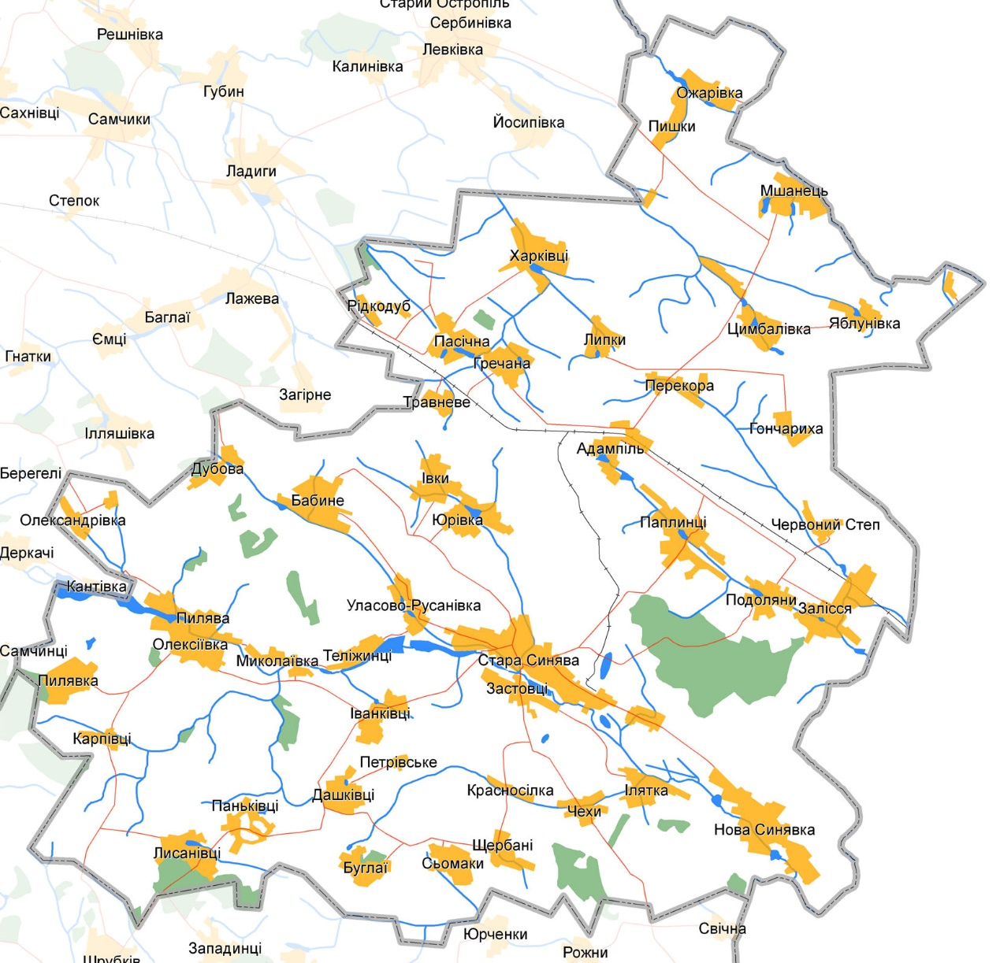 Старий Остропіль
Сербинівка
Решнівка
Левківка
Калинівка
Губин
Ожарівка
Сахнівці
Самчики
Йосипівка
Пишки
Ладиги
Мшанець
Степок
Харківці
Лажева
Рідкодуб
Баглаї
Яблунівка
Цимбалівка
Ємці
Пасічна
Липки
Гнатки
Гречана
Перекора
Загірне
Травневе
Гончариха
Ілляшівка
Адампіль
Дубова
Берегелі
Івки
Бабине
Олександрівка
Юрівка
Паплинці
Червоний Степ
Деркачі
Кантівка
Подоляни
Уласово-Русанівка
Залісся
Пилява
Олексіївка
Самчинці
Теліжинці
Миколаївка
Стара Синява
Пилявка
Застовці
Іванківці
Карпівці
Петрівське
Дашківці
Красносілка
Ілятка
Паньківці
Чехи
Нова Синявка
Лисанівці
Щербані
Буглаї
Сьомаки
Свічна
Юрченки
Западинці
Рожни
Шрубків